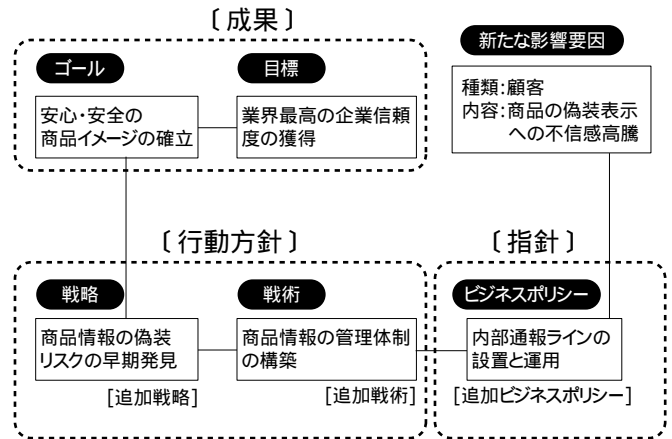 〔成果〕
ゴール
目標
安心・安全の
商品イメージの確立
業界最高の企業信頼
度の獲得
新たな影響要因
種類:顧客
内容:商品の偽装表示
への不信感高騰
〔行動方針〕
〔指針〕
戦略
戦術
ビジネスポリシー
商品情報の偽装
リスクの早期発見
商品情報の管理体制
の構築
内部通報ラインの
設置と運用
[追加戦略]
[追加戦術]
[追加ビジネスポリシー]